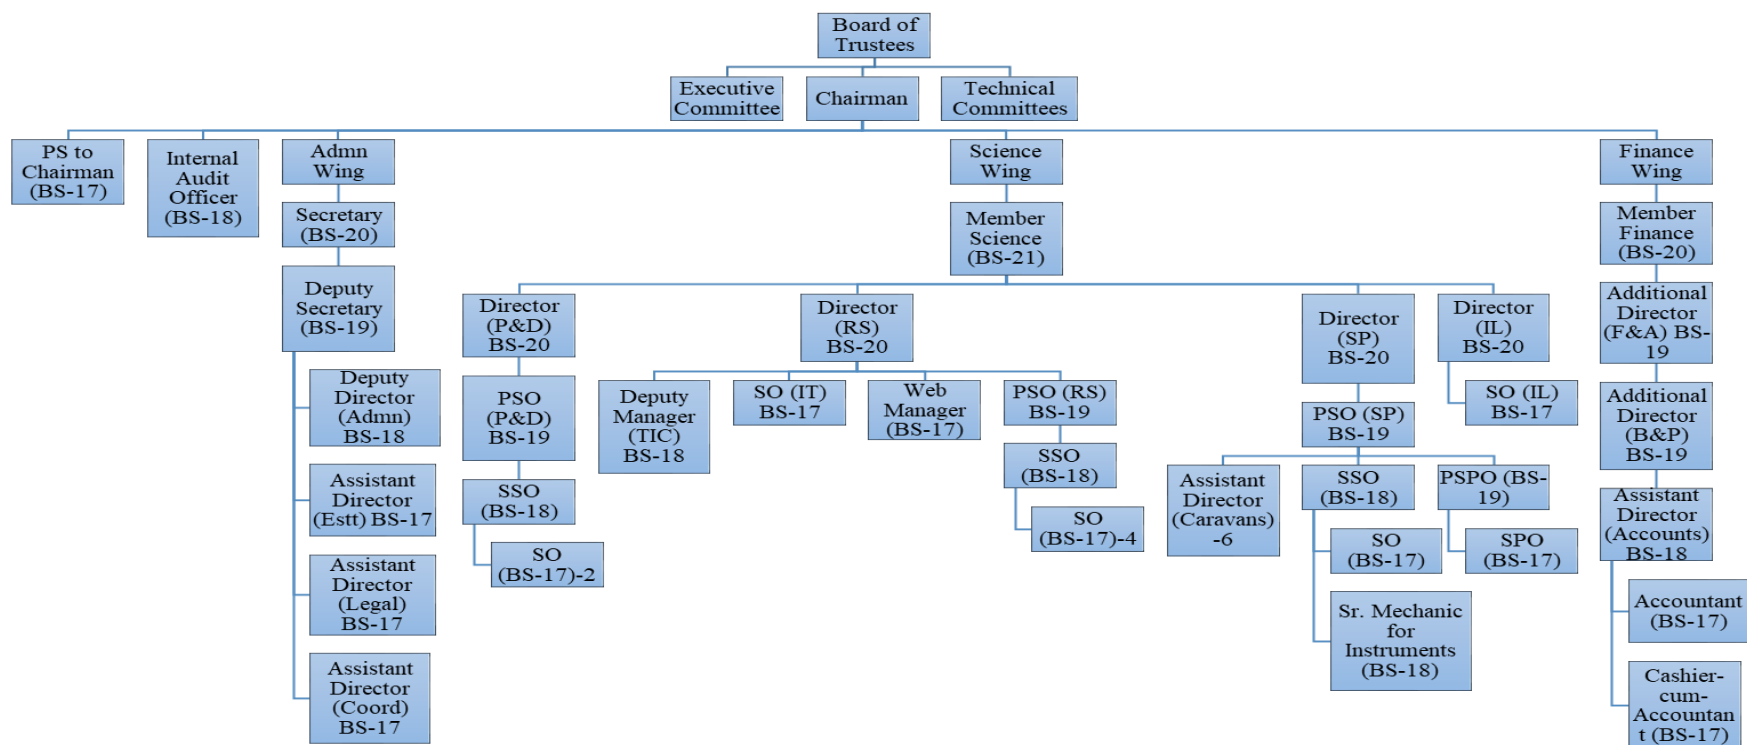 Board of
Trustees
Executive
Committee
Chairman
Technical
Committees
PS to
Chairman
(BS-17)
Internal
Audit
Officer
(BS-18)
Admn
Wing
Science
Wing
Finance
Wing
Secretary
(BS-20)
Member
Science
(BS-21)
Member
Finance
(BS-20)
Deputy
Secretary
(BS-19)
Director
(P&D)
BS-20
Director
(RS)
BS-20
Director
(SP)
BS-20
Director
(IL)
BS-20
Additional
Director
(F&A) BS-
19
Deputy
Director
(Admn)
BS-18
PSO
(P&D)
BS-19
Deputy
Manager
(TIC)
BS-18
SO (IT)
BS-17
Web
Manager
(BS-17)
PSO (RS)
BS-19
PSO (SP)
BS-19
SO (IL)
BS-17
Additional
Director
(B&P)
BS-19
Assistant
Director
(Estt) BS-17
SSO
(BS-18)
SSO
(BS-18)
Assistant
Director
(Caravans)
-6
SSO
(BS-18)
PSPO (BS-
19)
Assistant
Director
(Accounts)
BS-18
SO
(BS-17)-2
SO
(BS-17)-4
SO
(BS-17)
SPO
(BS-17)
Assistant
Director
(Legal)
BS-17
Sr. Mechanic
for
Instruments
(BS-18)
Accountant
(BS-17)
Assistant
Director
(Coord)
BS-17
Cashier-
cum-
Accountan
t (BS-17)